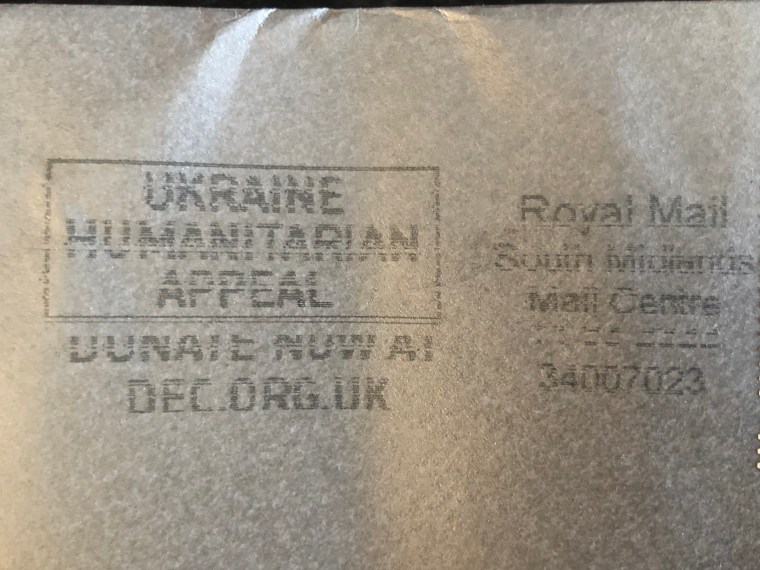 UKRAINE
HUMANITARIAN
APPEAL
DONATE NOW AT
DEC.ORG.UK
Royal Mail
South Midlands
Mail Centre
34007023